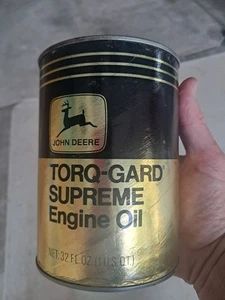 JOHN DEERE
TORQ-GARD
SUPREME
Engine Oil
NET 32 FL OZ (1 U.S. QT)